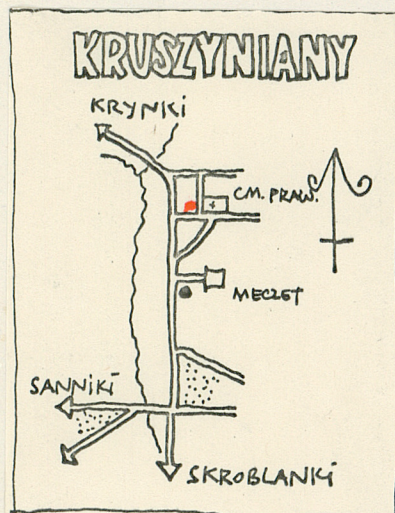 KRUSZYNIANY
KRYNKI
CM. PRAW.
MECZET
SANNIKI
SKROBLANKI